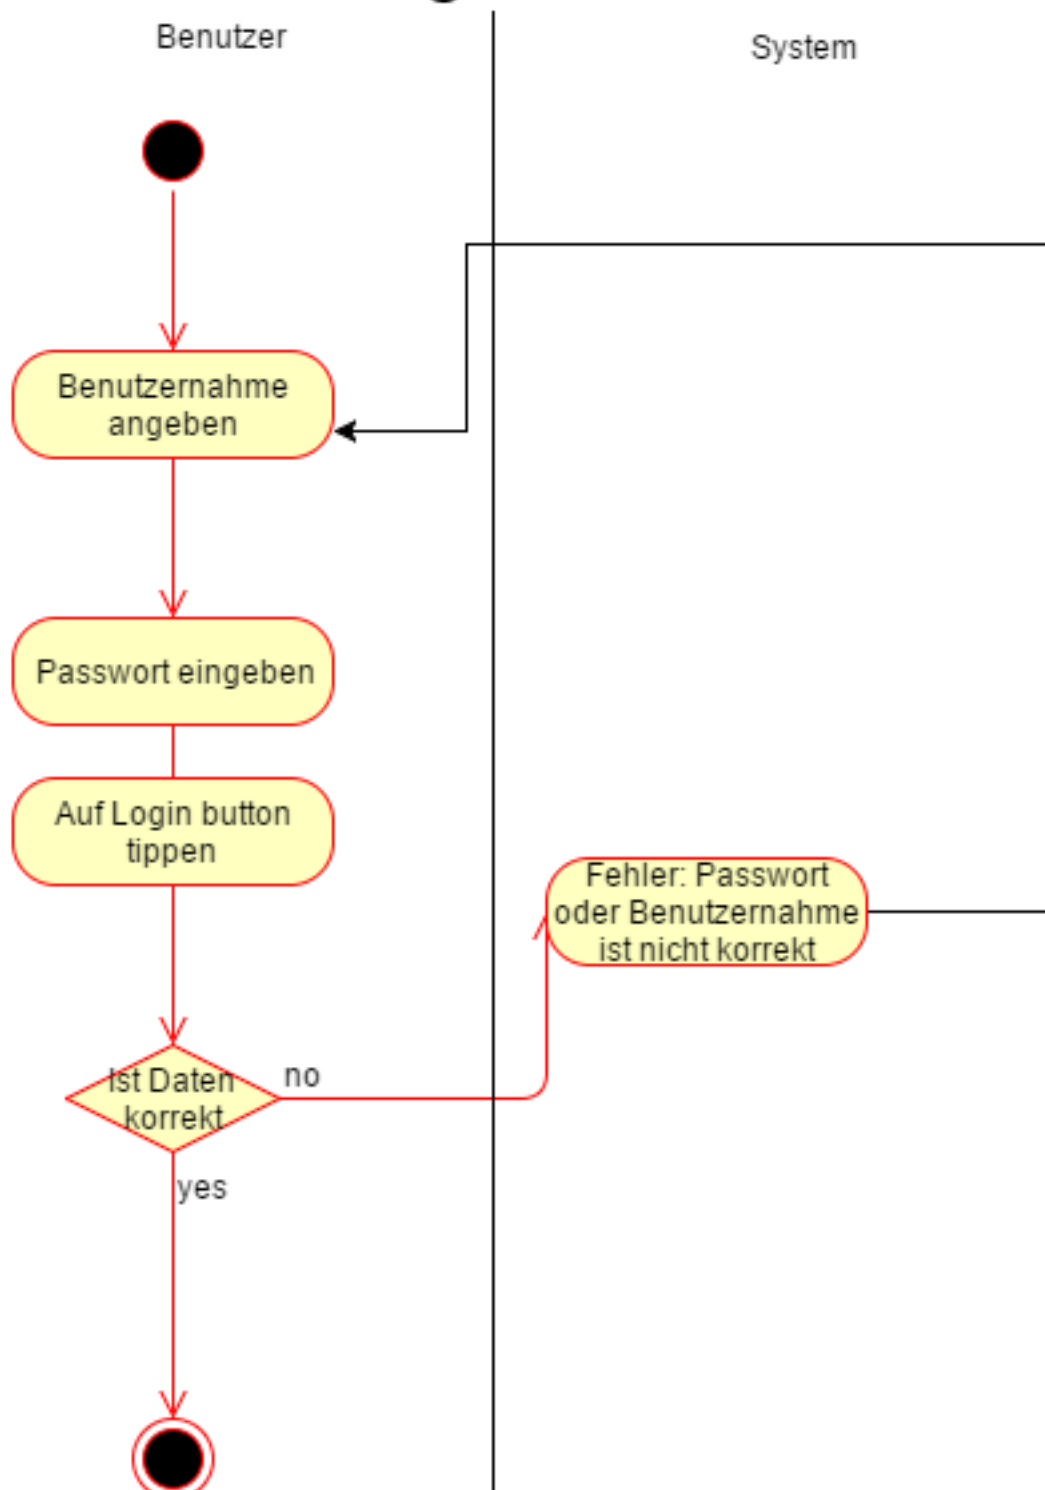 Benutzer
System
Benutzernahme
angeben
Passwort eingeben
Auf Login button
tippen
Fehler: Passwort
oder Benutzernahme
ist nicht korrekt
Ist Daten
korrekt
no
yes